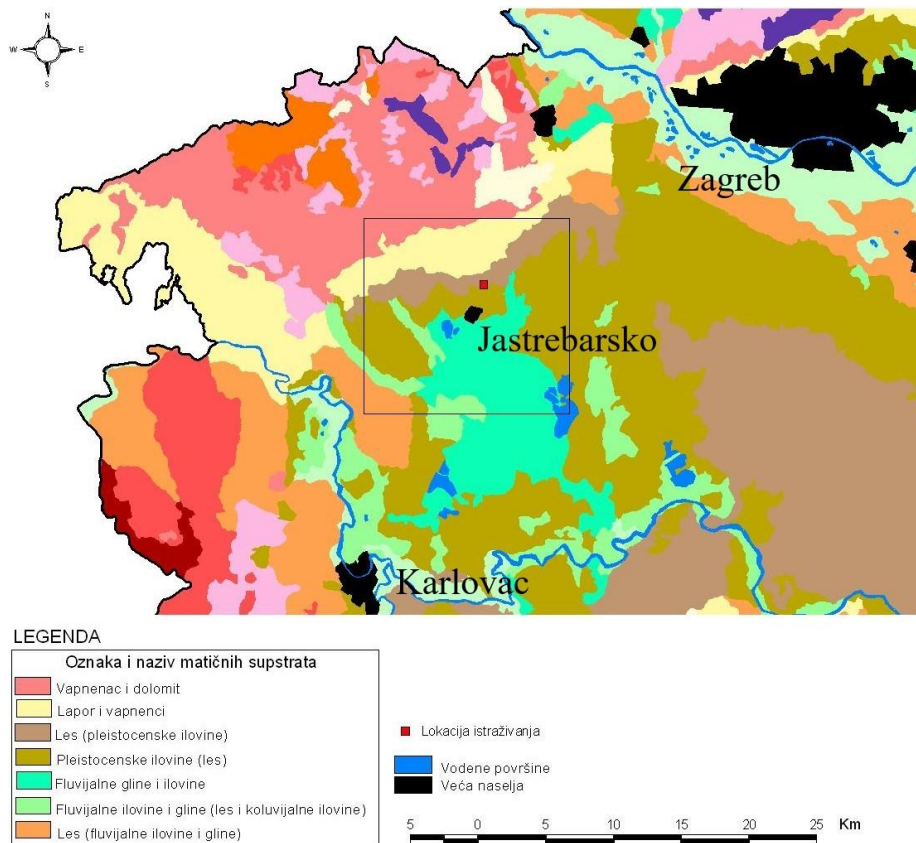 N
W E
S
Zagreb
Jastrebarsko
Karlovac
LEGENDA
Oznaka i naziv matičnih supstrata
Vapnenac i dolomit
Lapor i vapnenci
Les (pleistocenske ilovine)
Pleistocenske ilovine (les)
Fluvijalne gline i ilovine
Fluvijalne ilovine i gline (les i koluvijalne ilovine)
Les (fluvijalne ilovine i gline)
Lokacija istraživanja
Vodene površine
Veća naselja
5 0 5 10 15 20 25 Km